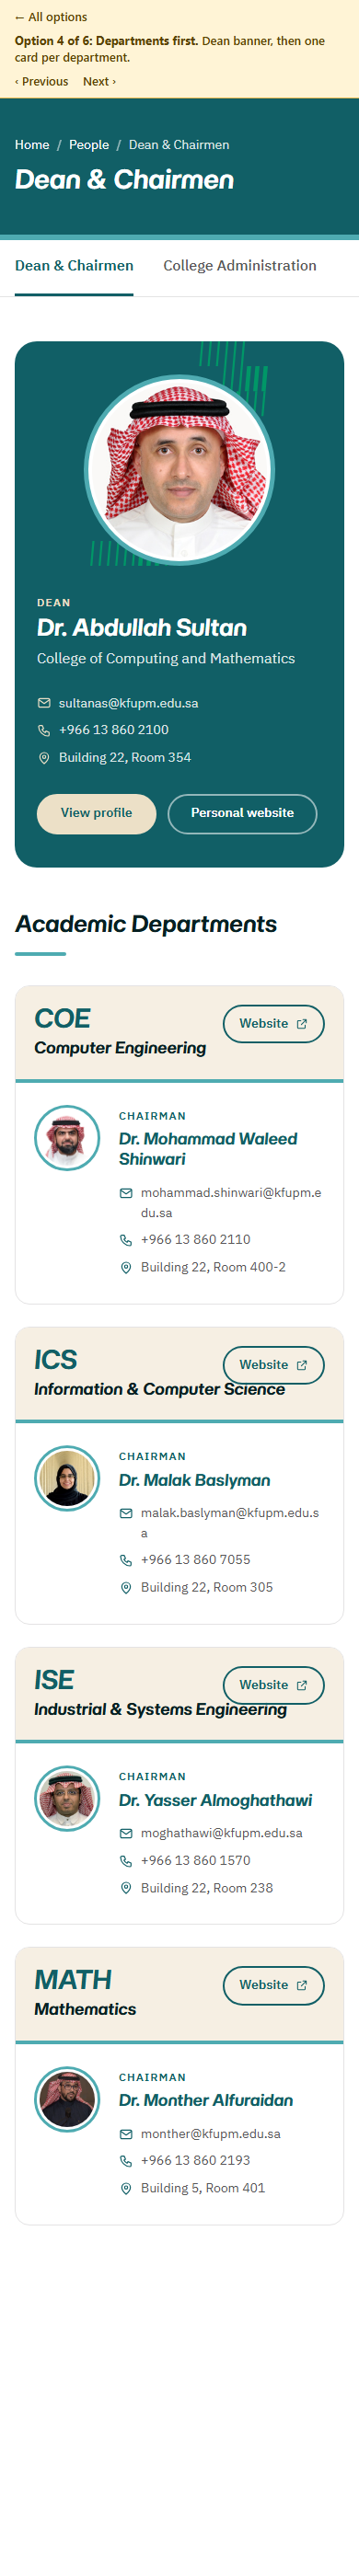 ← All options
Option 4 of 6: Departments first. Dean banner, then one
card per department.
‹ Previous Next ›
Home / People / Dean & Chairmen
Dean & Chairmen
Dean & Chairmen College Administration
DEAN
Dr. Abdullah Sultan
College of Computing and Mathematics
sultanas@kfupm.edu.sa
+966 13 860 2100
Building 22, Room 354
View profile Personal website
Academic Departments
COE
Website
Computer Engineering
CHAIRMAN
Dr. Mohammad Waleed
Shinwari
mohammad.shinwari@kfupm.e
du.sa
+966 13 860 2110
Building 22, Room 400-2
ICS
Website
Information & Computer Science
CHAIRMAN
Dr. Malak Baslyman
malak.baslyman@kfupm.edu.s
a
+966 13 860 7055
Building 22, Room 305
ISE
Website
Industrial & Systems Engineering
CHAIRMAN
Dr. Yasser Almoghathawi
moghathawi@kfupm.edu.sa
+966 13 860 1570
Building 22, Room 238
MATH
Website
Mathematics
CHAIRMAN
Dr. Monther Alfuraidan
monther@kfupm.edu.sa
+966 13 860 2193
Building 5, Room 401